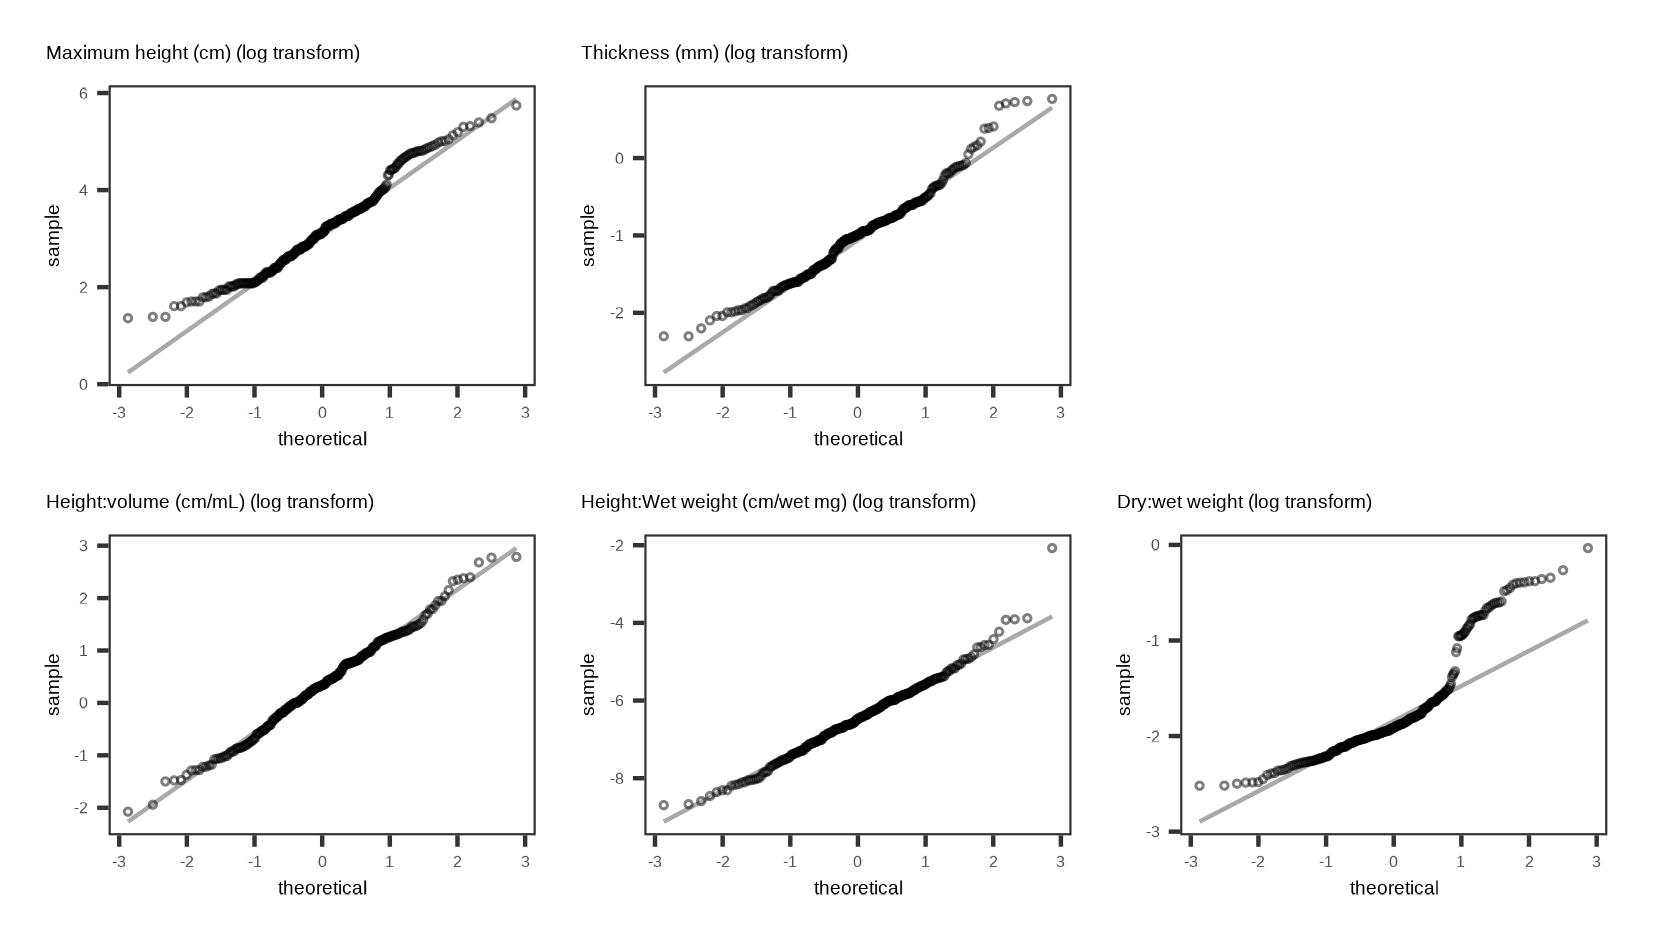 Maximum height (cm) (log transform)
Thickness (mm) (log transform)
6
4
2
0
sample
-3 -2 -1 0 1 2 3
theoretical
0
-1
-2
sample
-3 -2 -1 0 1 2 3
theoretical
Height:volume (cm/mL) (log transform)
Height:Wet weight (cm/wet mg) (log transform)
Dry:wet weight (log transform)
3
2
1
0
-1
-2
sample
-3 -2 -1 0 1 2 3
theoretical
-2
-4
-6
-8
sample
-3 -2 -1 0 1 2 3
theoretical
0
-1
-2
-3
sample
-3 -2 -1 0 1 2 3
theoretical